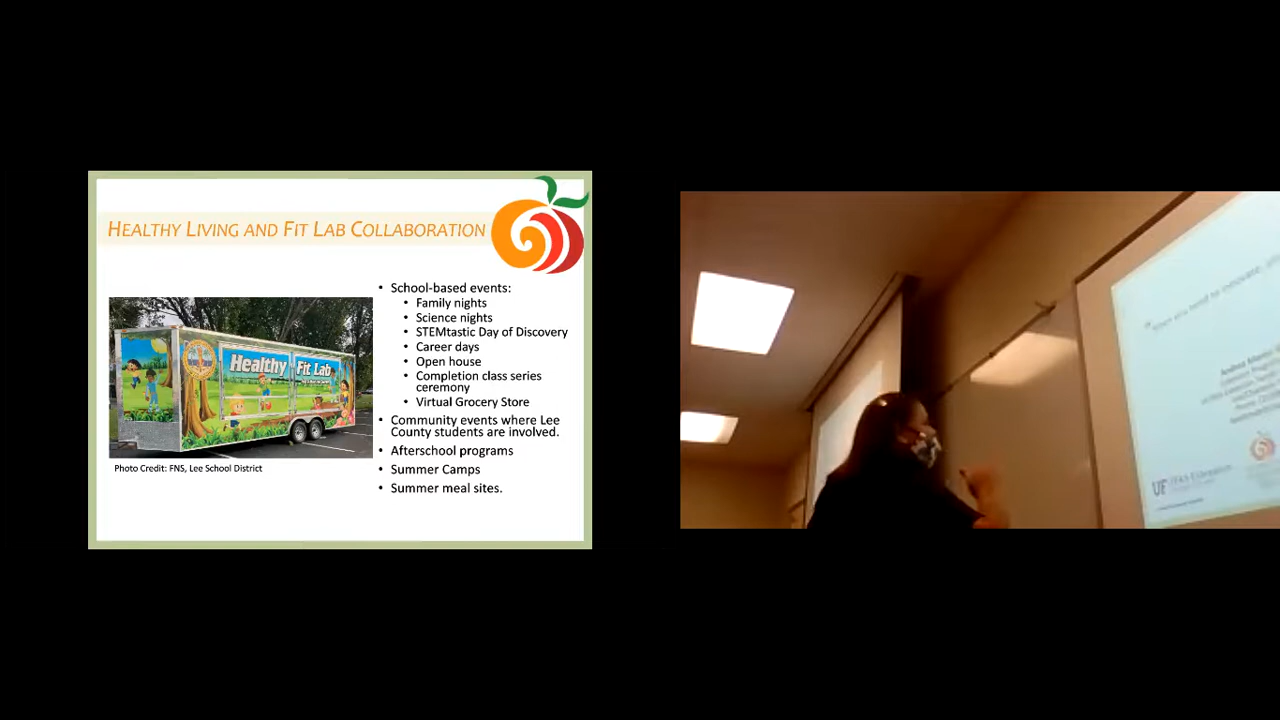 HEALTHY LIVING AND FIT LAB COLLABORATION
• School-based events:
• Family nights
• Science nights
• STEMtastic Day of Discovery
• Career days
• Open house
• Completion class series
ceremony
• Virtual Grocery Store
• Community events where Lee
County students are involved.
• Afterschool programs
• Summer Camps
• Summer meal sites.
Healthy Fit Lab
Photo Credit: FNS, Lee School District
UF